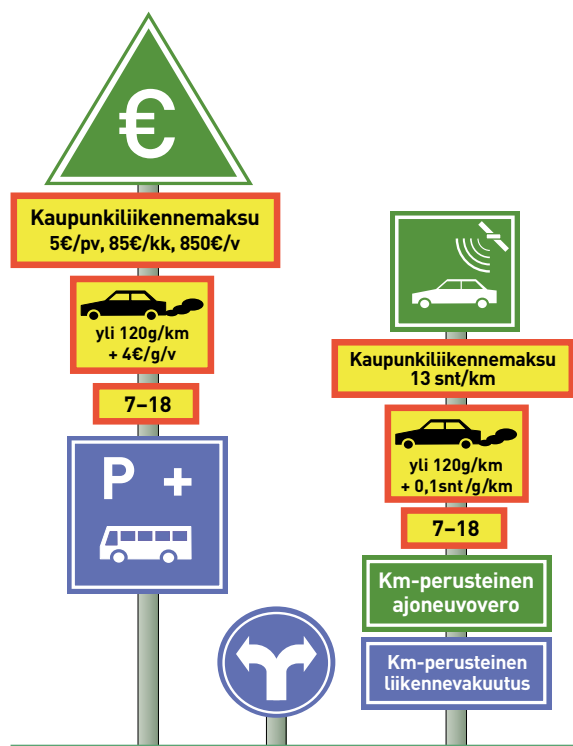 €
Kaupunkiliikennemaksu
5€/pv, 85€/kk, 850€/v
yli 120g/km
+ 4€/g/v
7–18
P +
Kaupunkiliikennemaksu
13 snt/km
yli 120g/km
+ 0,1snt/g/km
7–18
Km-perusteinen
ajoneuvovero
Km-perusteinen
liikennevakuutus